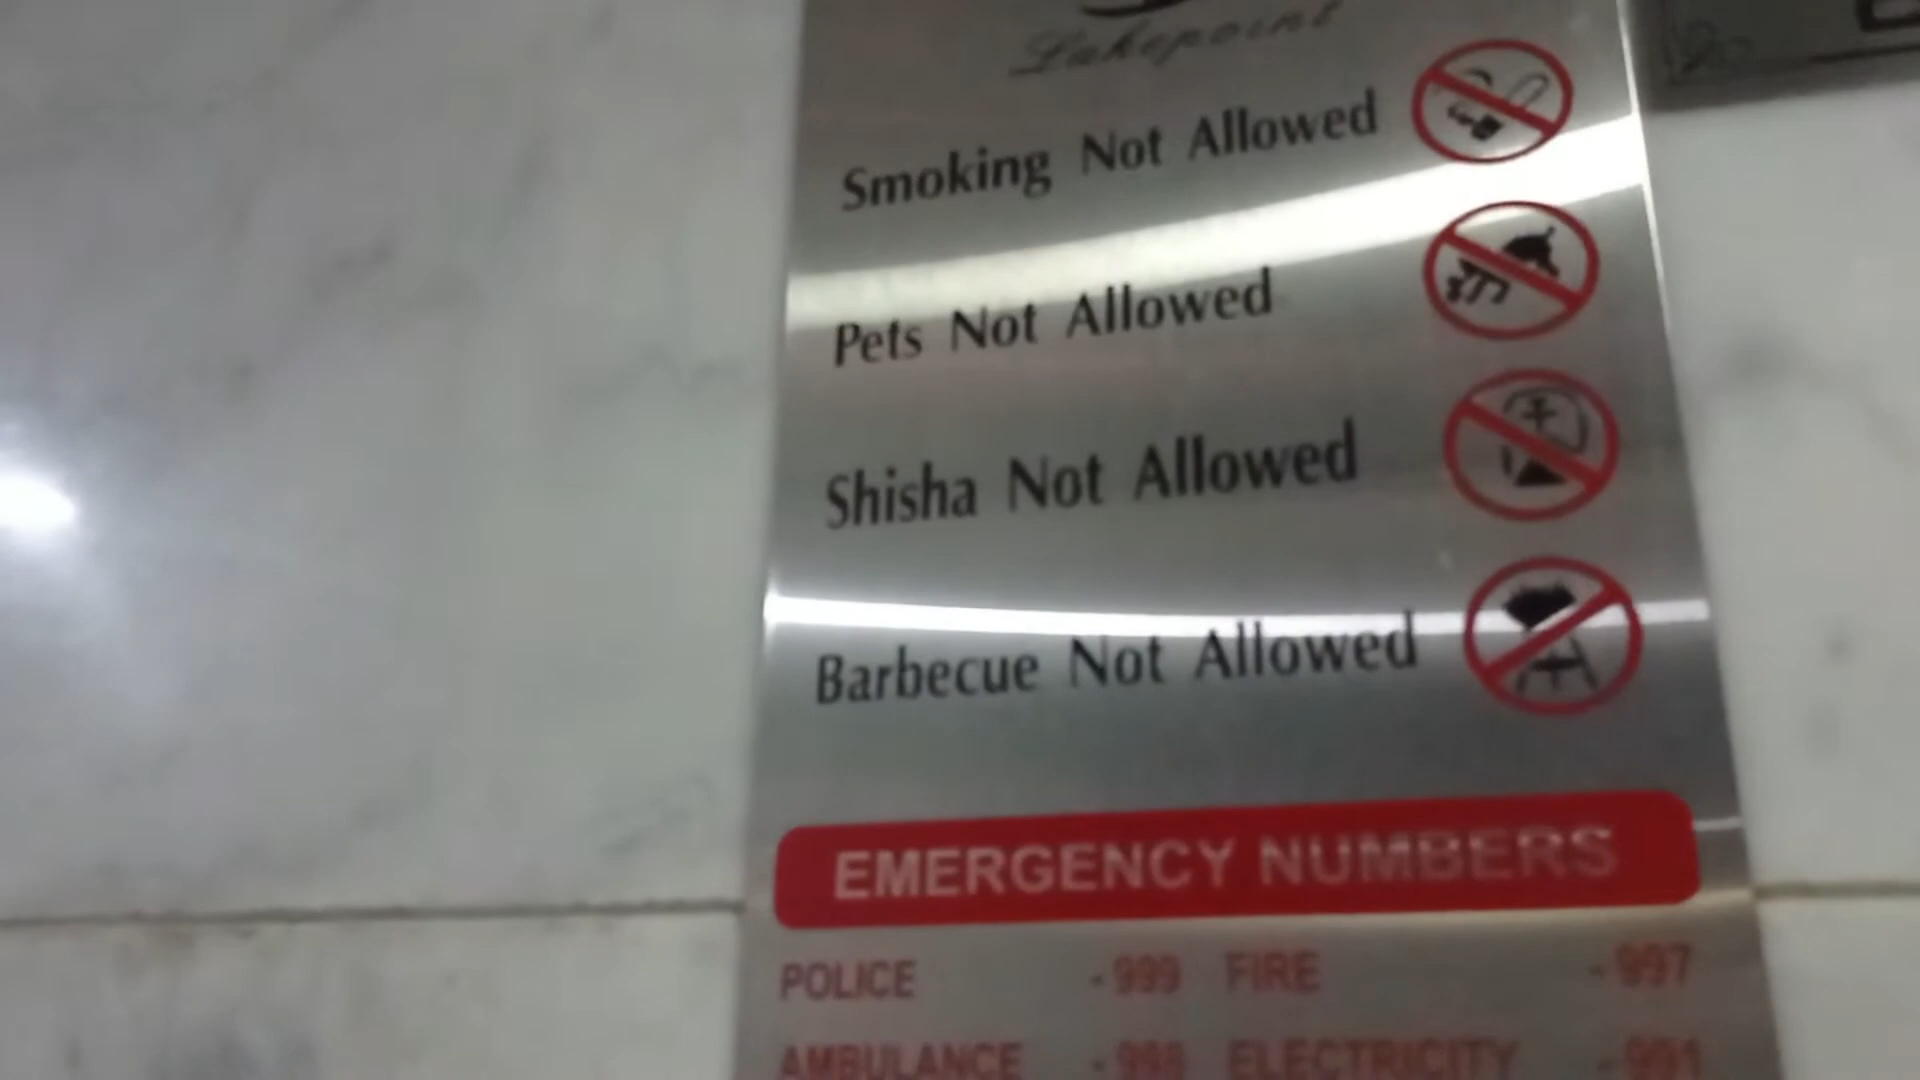 Lakepoint
Smoking Not Allowed
Pets Not Allowed
Shisha Not Allowed
Barbecue Not Allowed
EMERGENCY NUMBERS
POLICE - 999 FIRE - 997
AMBULANCE - 998 ELECTRICITY - 991